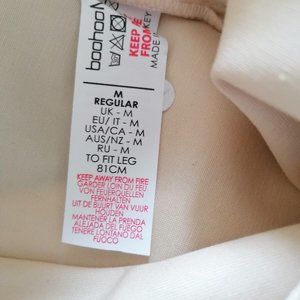 boohooM
KEEP
FROM
KEY
MADE I
M
REGULAR
UK - M
EU/ IT - M
USA/CA - M
AUS/NZ - M
RU - M
TO FIT LEG
81CM
KEEP AWAY FROM FIRE
GARDER LOIN DU FEU
VON FEUERQUELLEN
FERNHALTEN
UIT DE BUURT VAN VUUR
HOUDEN
MANTENER LA PRENDA
ALEJADA DEL FUEGO
TENERE LONTANO DAL
FUOCO